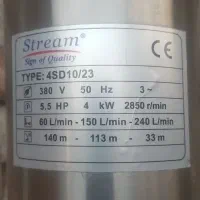 Stream®
Sign of Quality
CE
TYPE: 4SD10/23
380 V 50 Hz 3~
5,5 HP 4 kW 2850 r/min
60 L/min - 150 L/min - 240 L/min
140 m - 113 m - 33 m